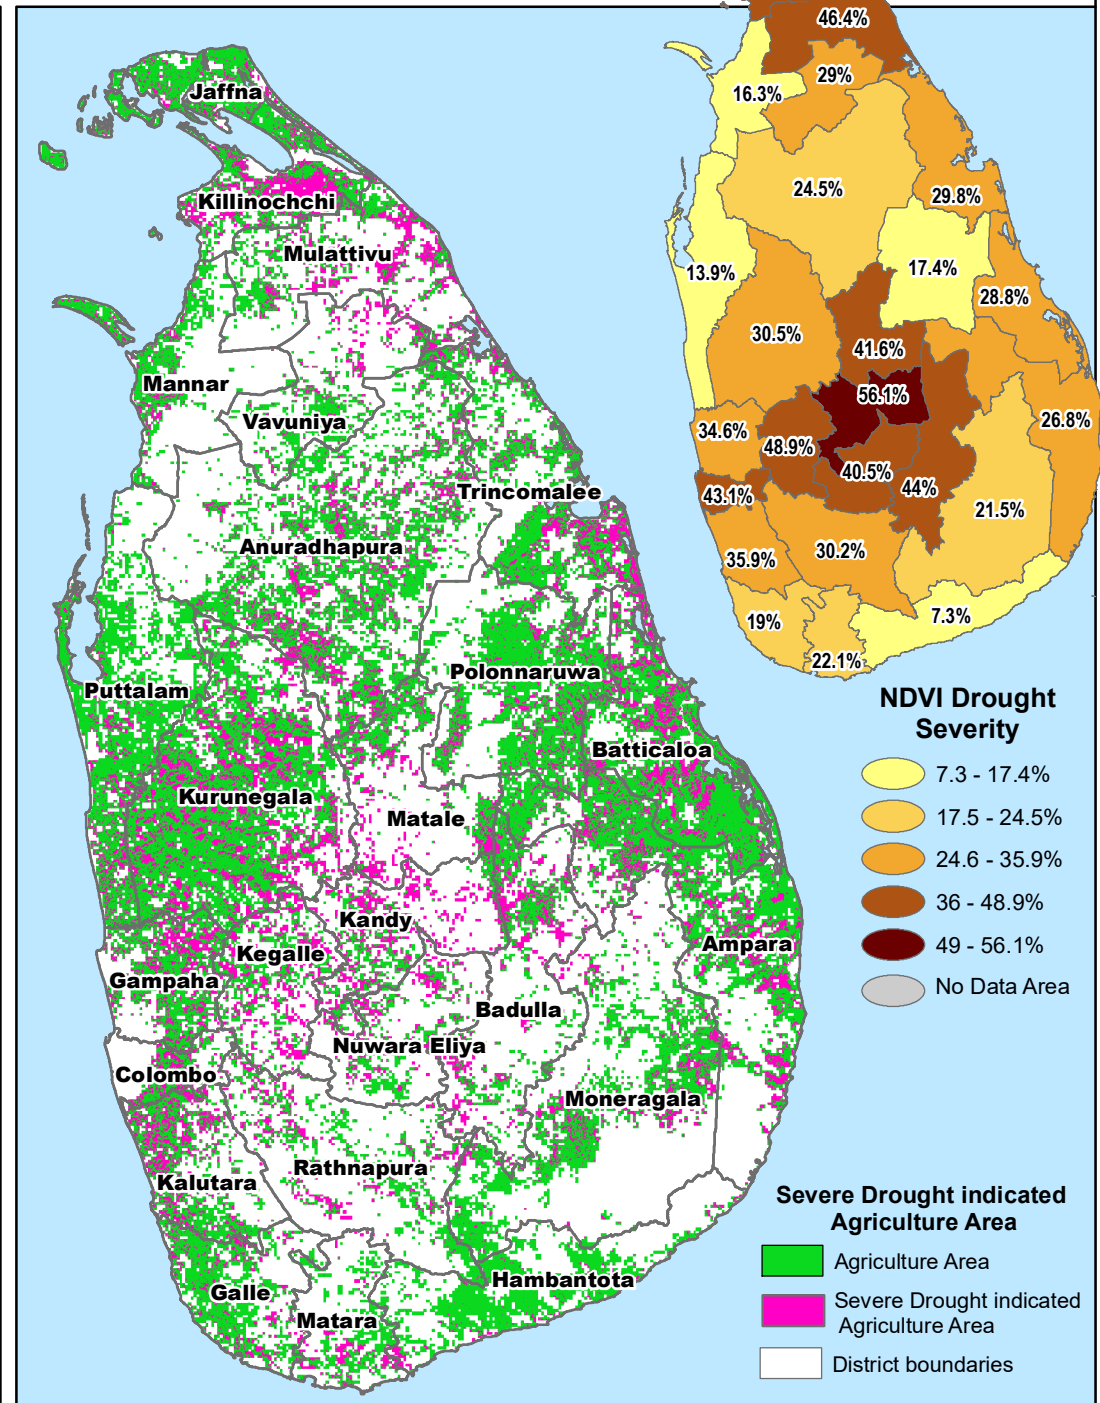 46.4%
29%
16.3%
24.5%
29.8%
17.4%
13.9%
28.8%
30.5%
41.6%
56.1%
26.8%
34.6%
48.9%
40.5%
44%
43.1%
21.5%
35.9%
30.2%
7.3%
19%
22.1%
Jaffna
Killinochchi
Mulattivu
Mannar
Vavuniya
Trincomalee
Anuradhapura
Polonnaruwa
Puttalam
Batticaloa
Kurunegala
Matale
Kandy
Ampara
Kegalle
Gampaha
Badulla
Nuwara Eliya
Colombo
Moneragala
Rathnapura
Kalutara
Hambantota
Galle
Matara
NDVI Drought
Severity
7.3 - 17.4%
17.5 - 24.5%
24.6 - 35.9%
36 - 48.9%
49 - 56.1%
No Data Area
Severe Drought indicated
Agriculture Area
Agriculture Area
Severe Drought indicated
Agriculture Area
District boundaries